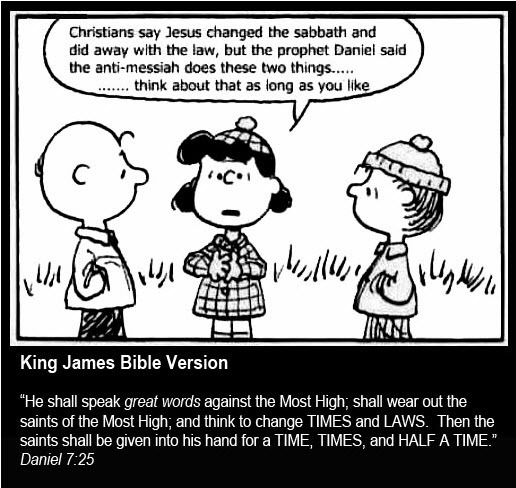 Christians say Jesus changed the sabbath and
did away with the law, but the prophet Daniel said
the anti-messiah does these two things.....
....... think about that as long as you like
King James Bible Version
“He shall speak great words against the Most High; shall wear out the
saints of the Most High; and think to change TIMES and LAWS.  Then the
saints shall be given into his hand for a TIME, TIMES, and HALF A TIME.”
Daniel 7:25